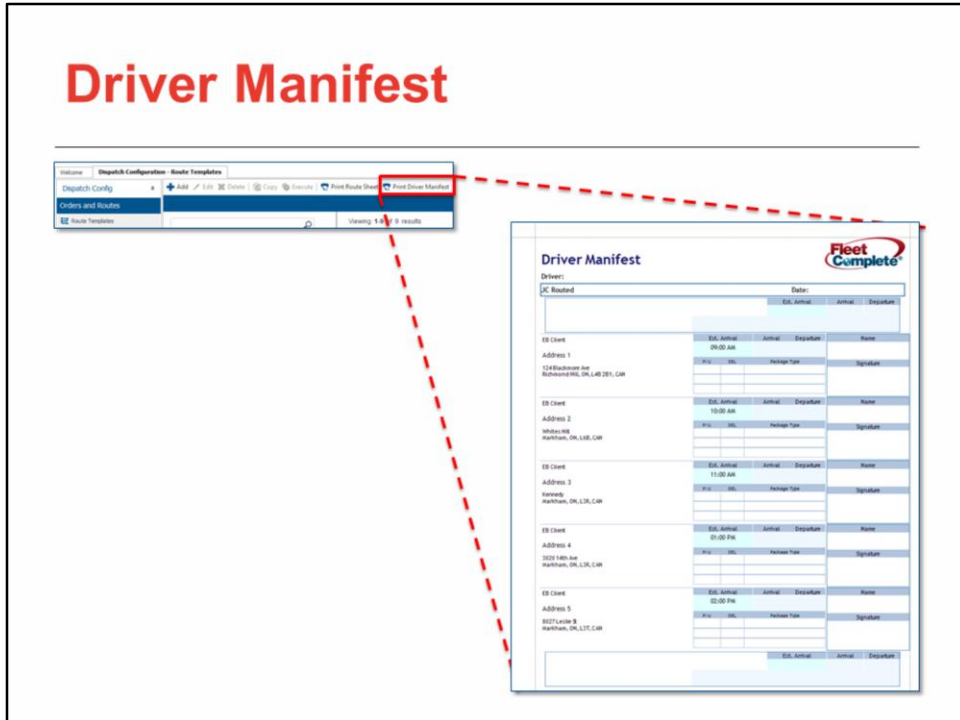 Driver Manifest
Welcome Dispatch Configuration - Route Templates
Dispatch Config Add Edit Delete Copy Execute Print Route Sheet Print Driver Manifest
Orders and Routes
Route Templates Viewing 1-9 of 9 results
Driver Manifest
Fleet Complete
Driver:
JC Routed Date:
Est. Arrival Arrival Departure
EB Client Est. Arrival Arrival Departure Name
09:00 AM
Address 1
P/U DEL Package Type Signature
124 Blackmore Ave
Richmond Hill, ON, L4B 2B1, CAN
EB Client Est. Arrival Arrival Departure Name
10:00 AM
Address 2
P/U DEL Package Type Signature
Whites Hill
Markham, ON, L6B, CAN
EB Client Est. Arrival Arrival Departure Name
11:00 AM
Address 3
P/U DEL Package Type Signature
Kennedy
Markham, ON, L3R, CAN
EB Client Est. Arrival Arrival Departure Name
01:00 PM
Address 4
P/U DEL Package Type Signature
3020 14th Ave
Markham, ON, L3R, CAN
EB Client Est. Arrival Arrival Departure Name
02:00 PM
Address 5
P/U DEL Package Type Signature
8027 Leslie St
Markham, ON, L3T, CAN
Est. Arrival Arrival Departure